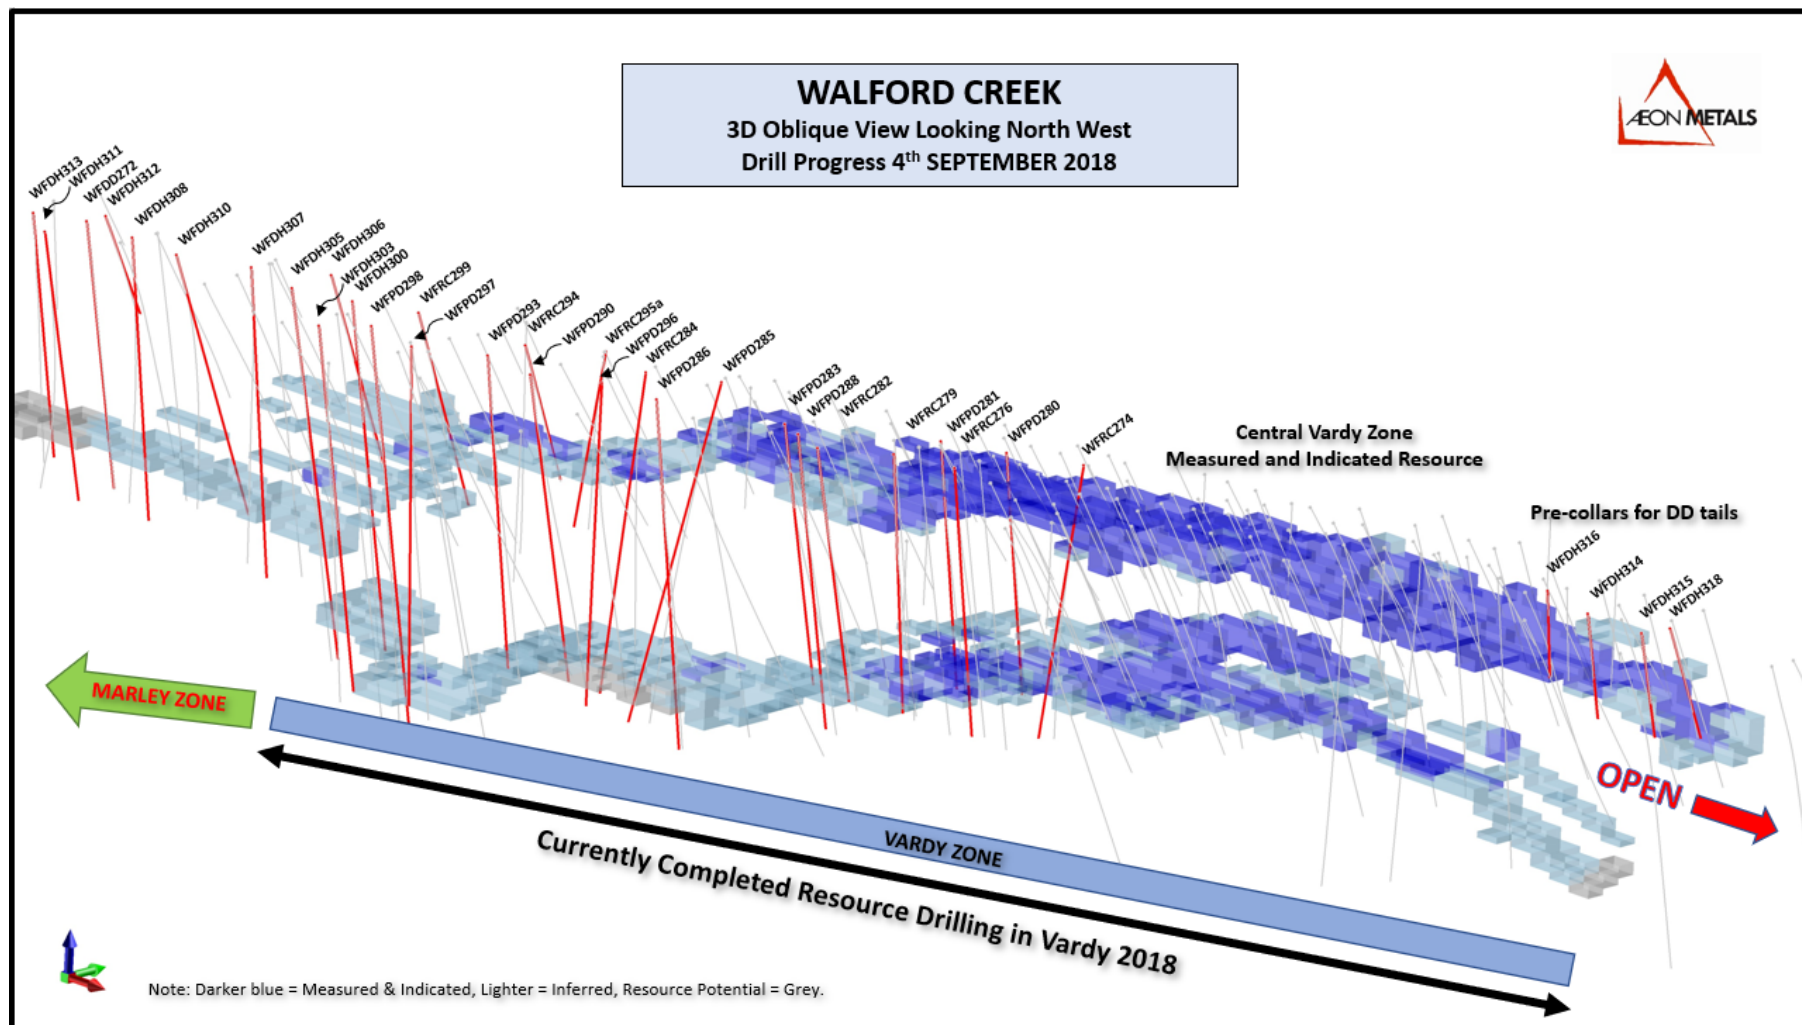 WALFORD CREEK
3D Oblique View Looking North West
Drill Progress 4th SEPTEMBER 2018
ÆON METALS
WFDH313
WFDH311
WFDD272
WFDH312
WFDH308
WFDH310
WFDH307
WFDH305
WFDH306
WFDH303
WFDH300
WFPD298
WFRC299
WFPD297
WFPD293
WFRC294
WFPD290
WFRC295a
WFPD296
WFRC284
WFPD286
WFPD285
WFPD283
WFPD288
WFRC282
WFRC279
WFPD281
WFRC276
WFPD280
WFRC274
Central Vardy Zone
Measured and Indicated Resource
Pre-collars for DD tails
WFDH316
WFDH314
WFDH315
WFDH318
MARLEY ZONE
OPEN
VARDY ZONE
Currently Completed Resource Drilling in Vardy 2018
Note: Darker blue = Measured & Indicated, Lighter = Inferred, Resource Potential = Grey.